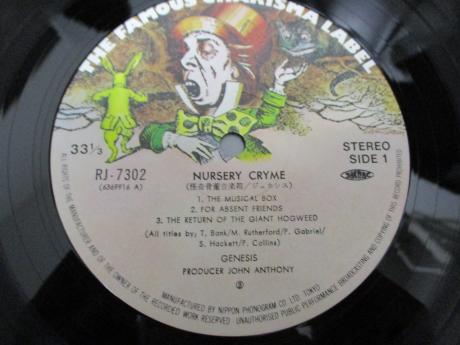 THE FAMOUS CHARISMA LABEL
33 1/3
STEREO
SIDE 1
RJ-7302
(6369916 A)
NURSERY CRYME
(怪奇骨董音楽箱/ジェネシス)
1. THE MUSICAL BOX
2. FOR ABSENT FRIENDS
3. THE RETURN OF THE GIANT HOGWEED
(All titles by; T. Bank/M. Rutherford/P. Gabriel/
S. Hackett/P. Collins)
GENESIS
PRODUCER JOHN ANTHONY
MANUFACTURED BY NIPPON PHONOGRAM CO. LTD. TOKYO
ALL RIGHTS OF THE MANUFACTURER AND OF THE OWNER OF THE RECORDED WORK RESERVED · UNAUTHORISED PUBLIC PERFORMANCE BROADCASTING AND COPYING OF THIS RECORD PROHIBITED